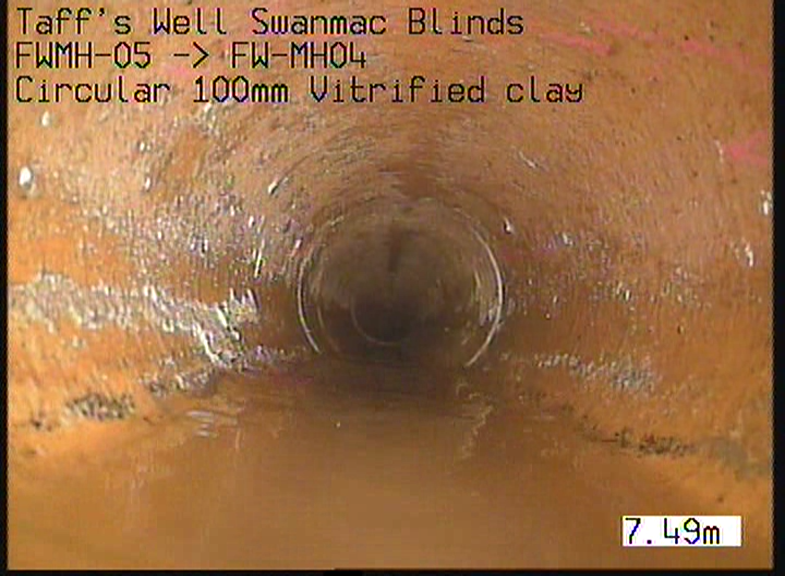 Taff's Well Swanmac Blinds
FWMH-05 -> FW-MH04
Circular 100mm Vitrified clay
7.49m